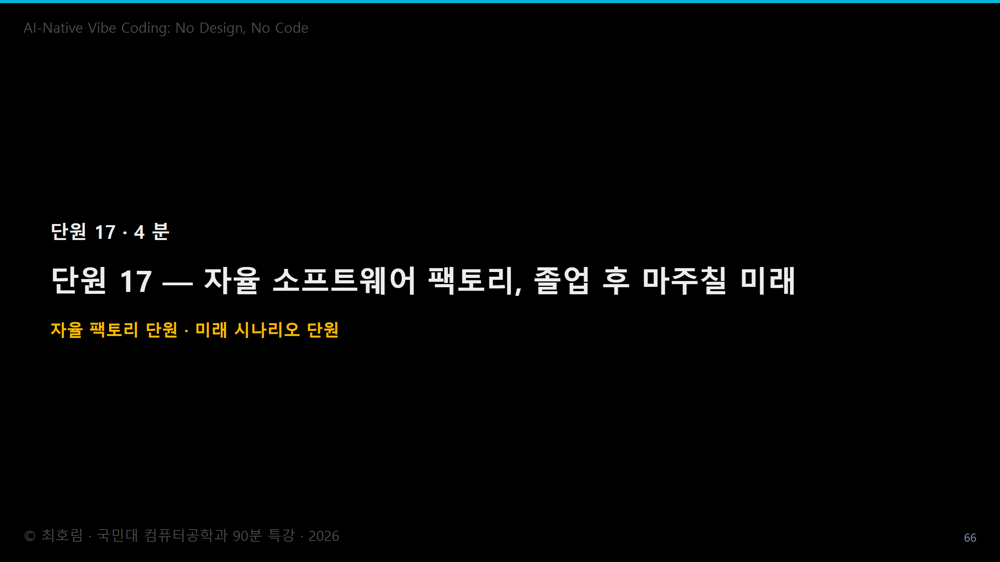 AI-Native Vibe Coding: No Design, No Code
단원 17 · 4 분
단원 17 — 자율 소프트웨어 팩토리, 졸업 후 마주칠 미래
자율 팩토리 단원 · 미래 시나리오 단원
© 최호림 · 국민대 컴퓨터공학과 90분 특강 · 2026
66